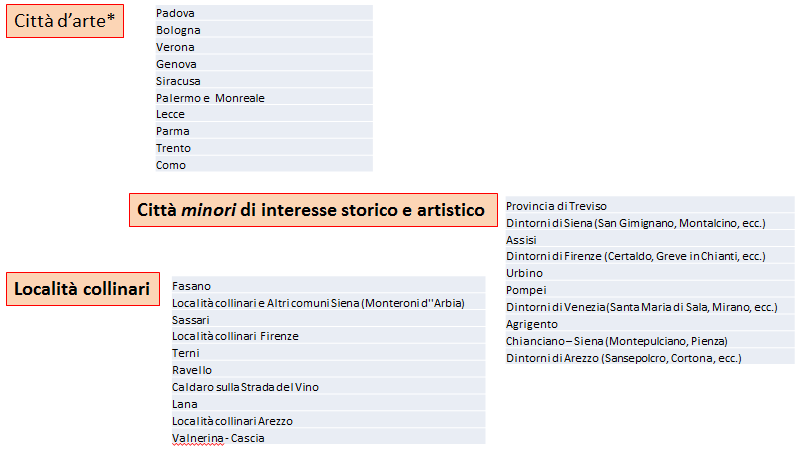 Città d'arte*
Padova
Bologna
Verona
Genova
Siracusa
Palermo e Monreale
Lecce
Parma
Trento
Como
Città minori di interesse storico e artistico
Provincia di Treviso
Dintorni di Siena (San Gimignano, Montalcino, ecc.)
Assisi
Dintorni di Firenze (Certaldo, Greve in Chianti, ecc.)
Urbino
Pompei
Dintorni di Venezia (Santa Maria di Sala, Mirano, ecc.)
Agrigento
Chianciano – Siena (Montepulciano, Pienza)
Dintorni di Arezzo (Sansepolcro, Cortona, ecc.)
Località collinari
Fasano
Località collinari e Altri comuni Siena (Monteroni d''Arbia)
Sassari
Località collinari Firenze
Terni
Ravello
Caldaro sulla Strada del Vino
Lana
Località collinari Arezzo
Valnerina - Cascia